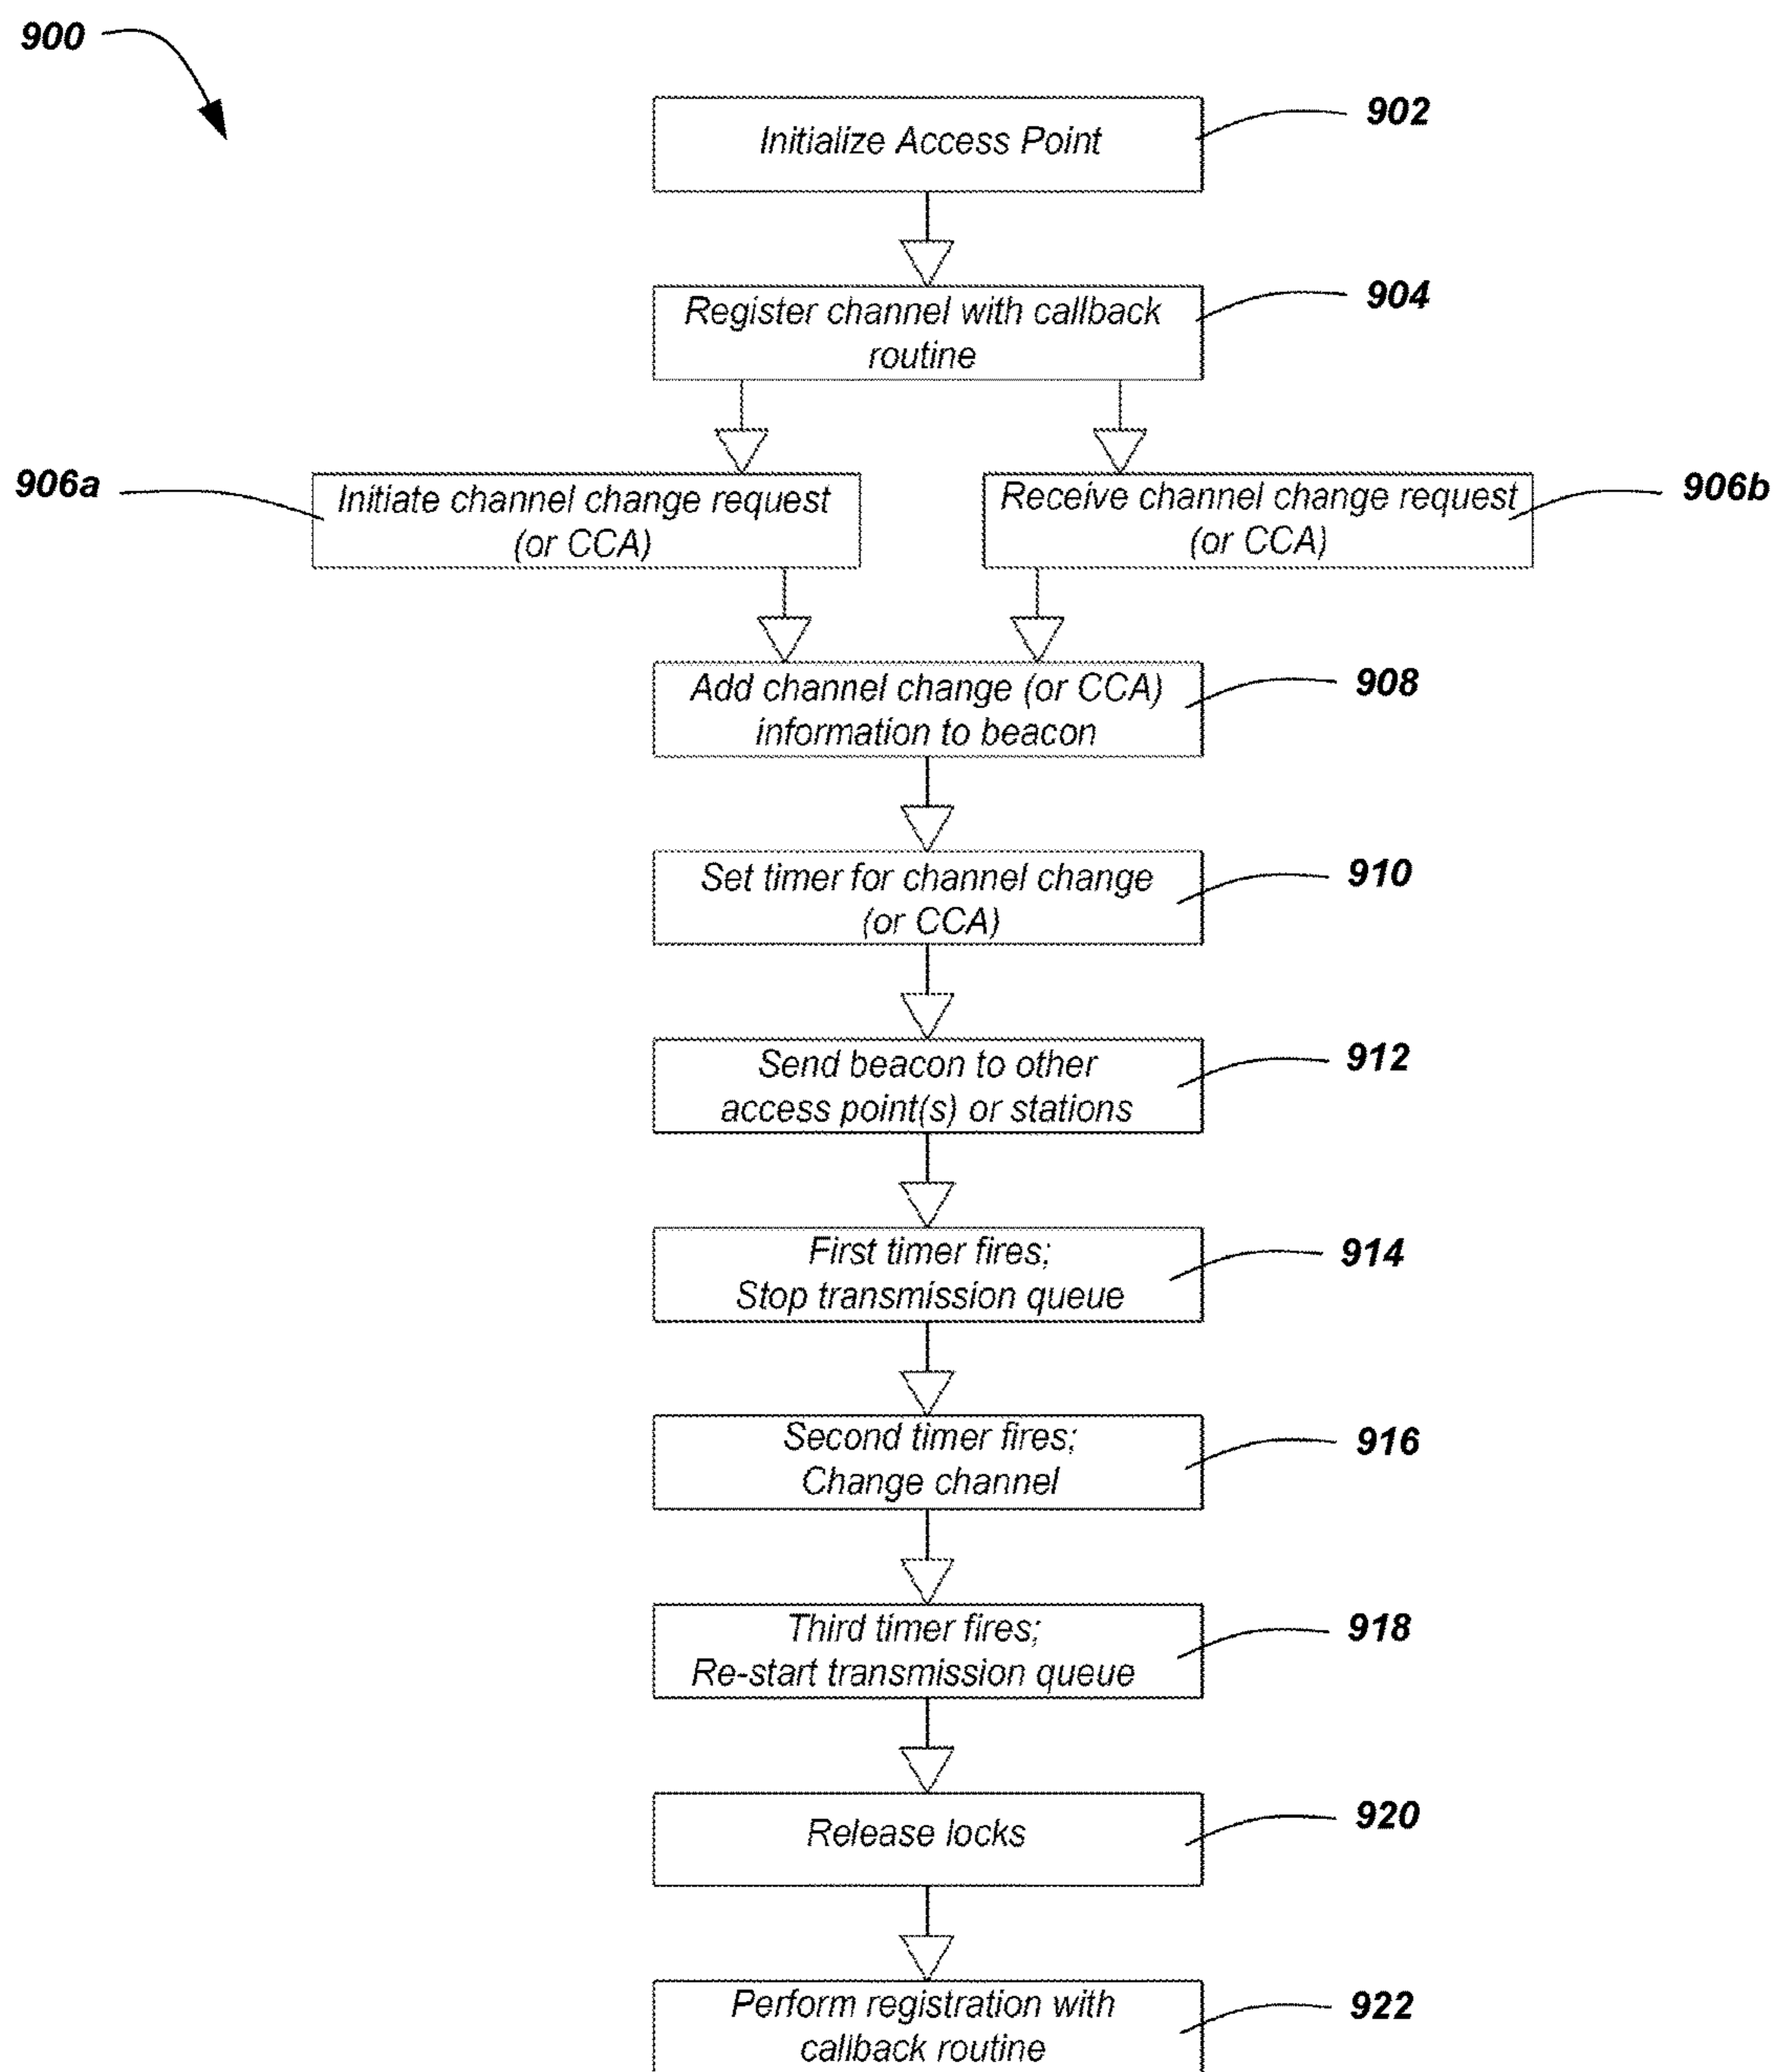 900
902
Initialize Access Point
904
Register channel with callback
routine
906a
Initiate channel change request
(or CCA)
Receive channel change request
(or CCA)
906b
Add channel change (or CCA)
information to beacon
908
Set timer for channel change
(or CCA)
910
Send beacon to other
access point(s) or stations
912
First timer fires;
Stop transmission queue
914
Second timer fires;
Change channel
916
Third timer fires;
Re-start transmission queue
918
Release locks
920
Perform registration with
callback routine
922